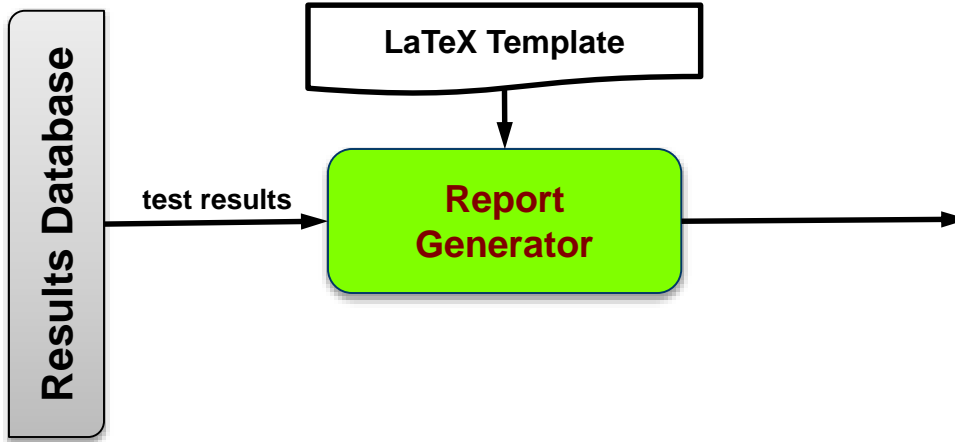 Results Database
LaTeX Template
test results
Report
Generator